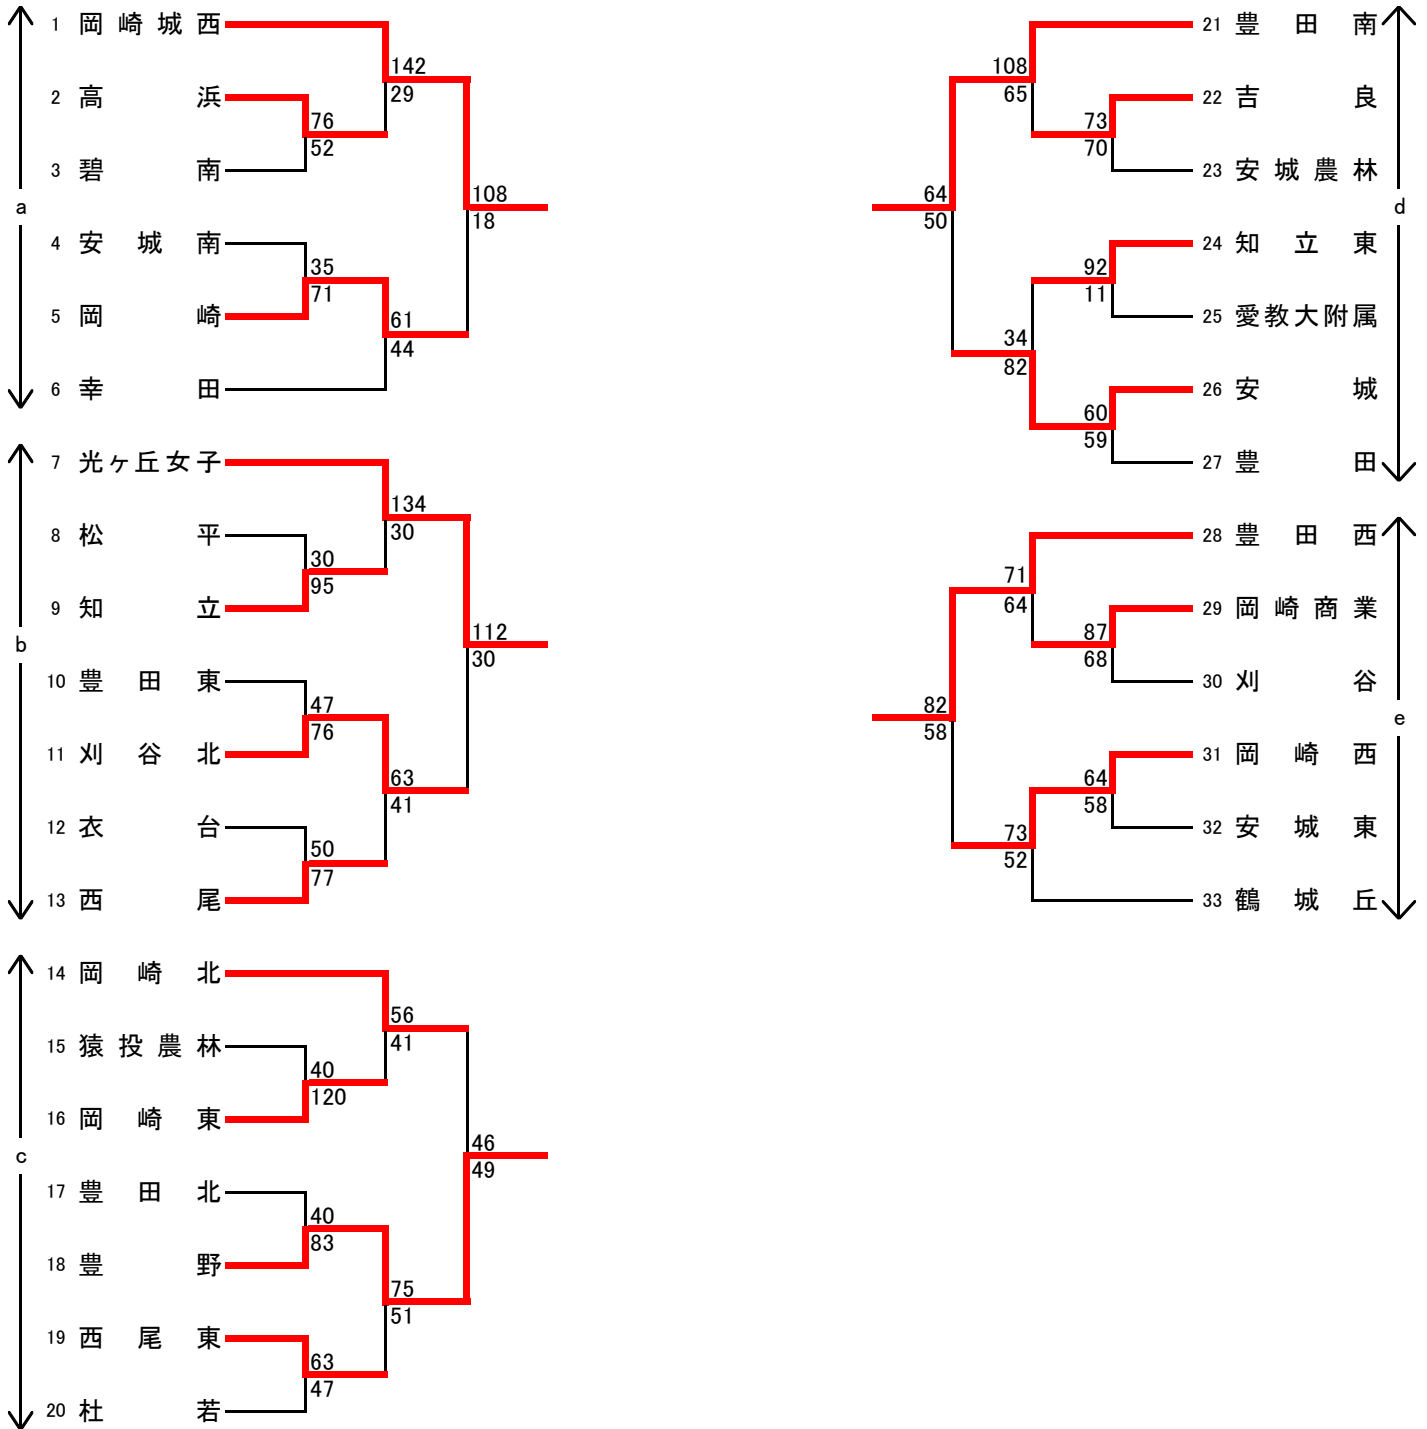 1 岡崎城西
142
29
2 高浜
76
52
3 碧南
108
18
a
4 安城南
35
71
5 岡崎
61
44
6 幸田
7 光ヶ丘女子
134
30
8 松平
30
95
9 知立
112
30
b
10 豊田東
47
76
11 刈谷北
63
41
12 衣台
50
77
13 西尾
14 岡崎北
56
41
15 猿投農林
40
120
16 岡崎東
46
49
c
17 豊田北
40
83
18 豊野
75
51
19 西尾東
63
47
20 杜若
21 豊田南
108
65
22 吉良
73
70
23 安城農林
64
50
d
24 知立東
92
11
25 愛教大附属
34
82
26 安城
60
59
27 豊田
28 豊田西
71
64
29 岡崎商業
87
68
30 刈谷
82
58
e
31 岡崎西
64
58
32 安城東
73
52
33 鶴城丘